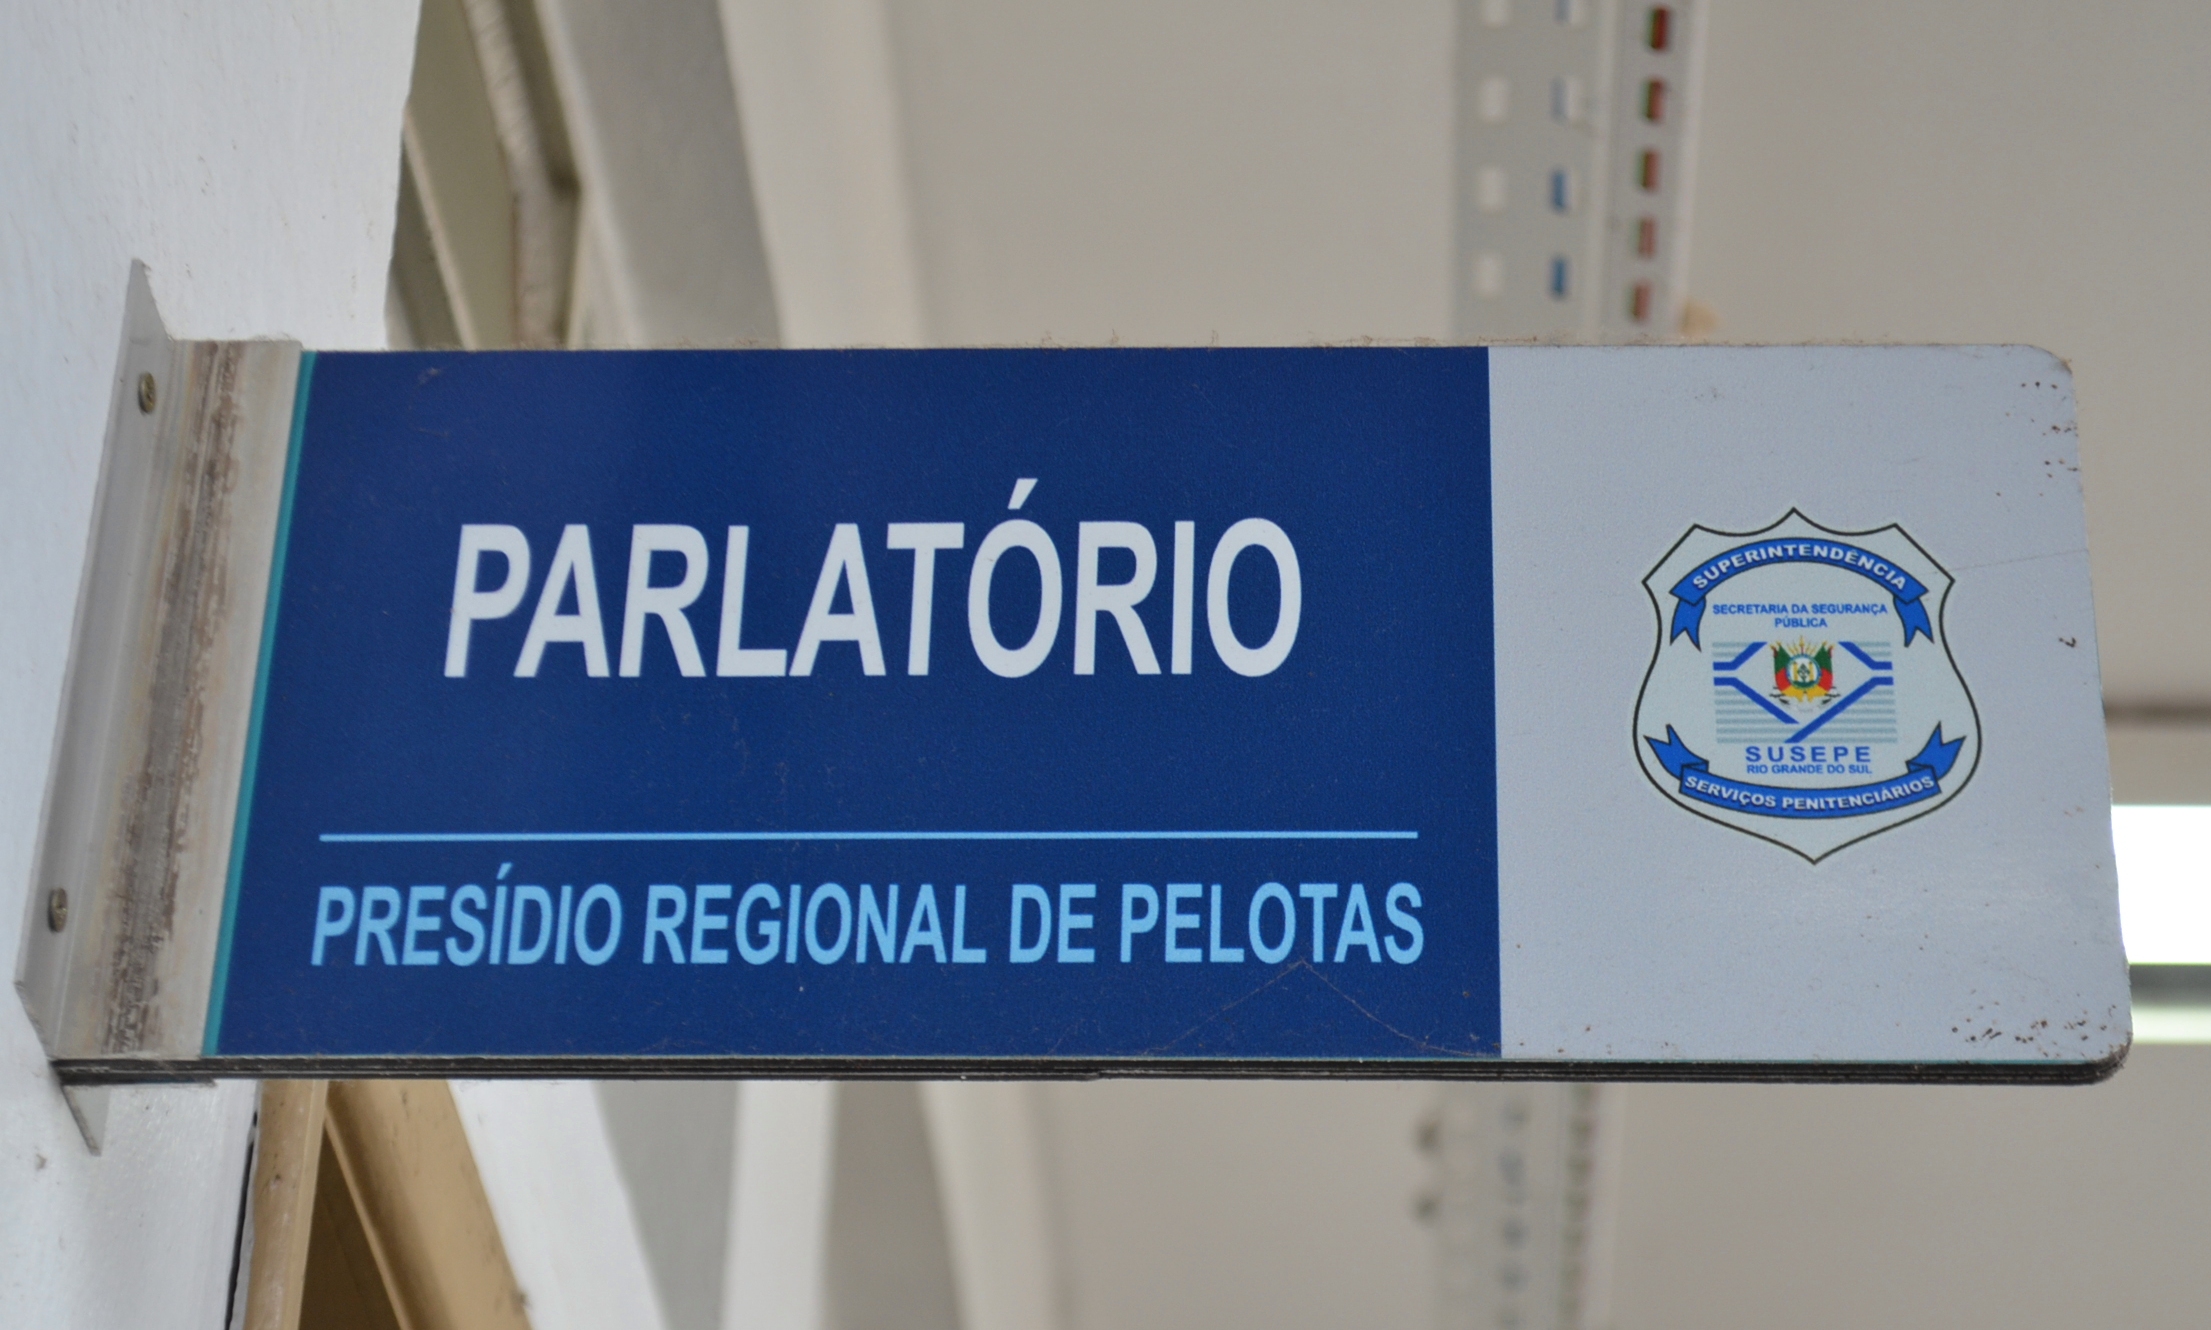 PARLATÓRIO
PRESÍDIO REGIONAL DE PELOTAS
SUPERINTENDÊNCIA
SECRETARIA DA SEGURANÇA
PÚBLICA
SUSEPE
RIO GRANDE DO SUL
SERVIÇOS PENITENCIÁRIOS